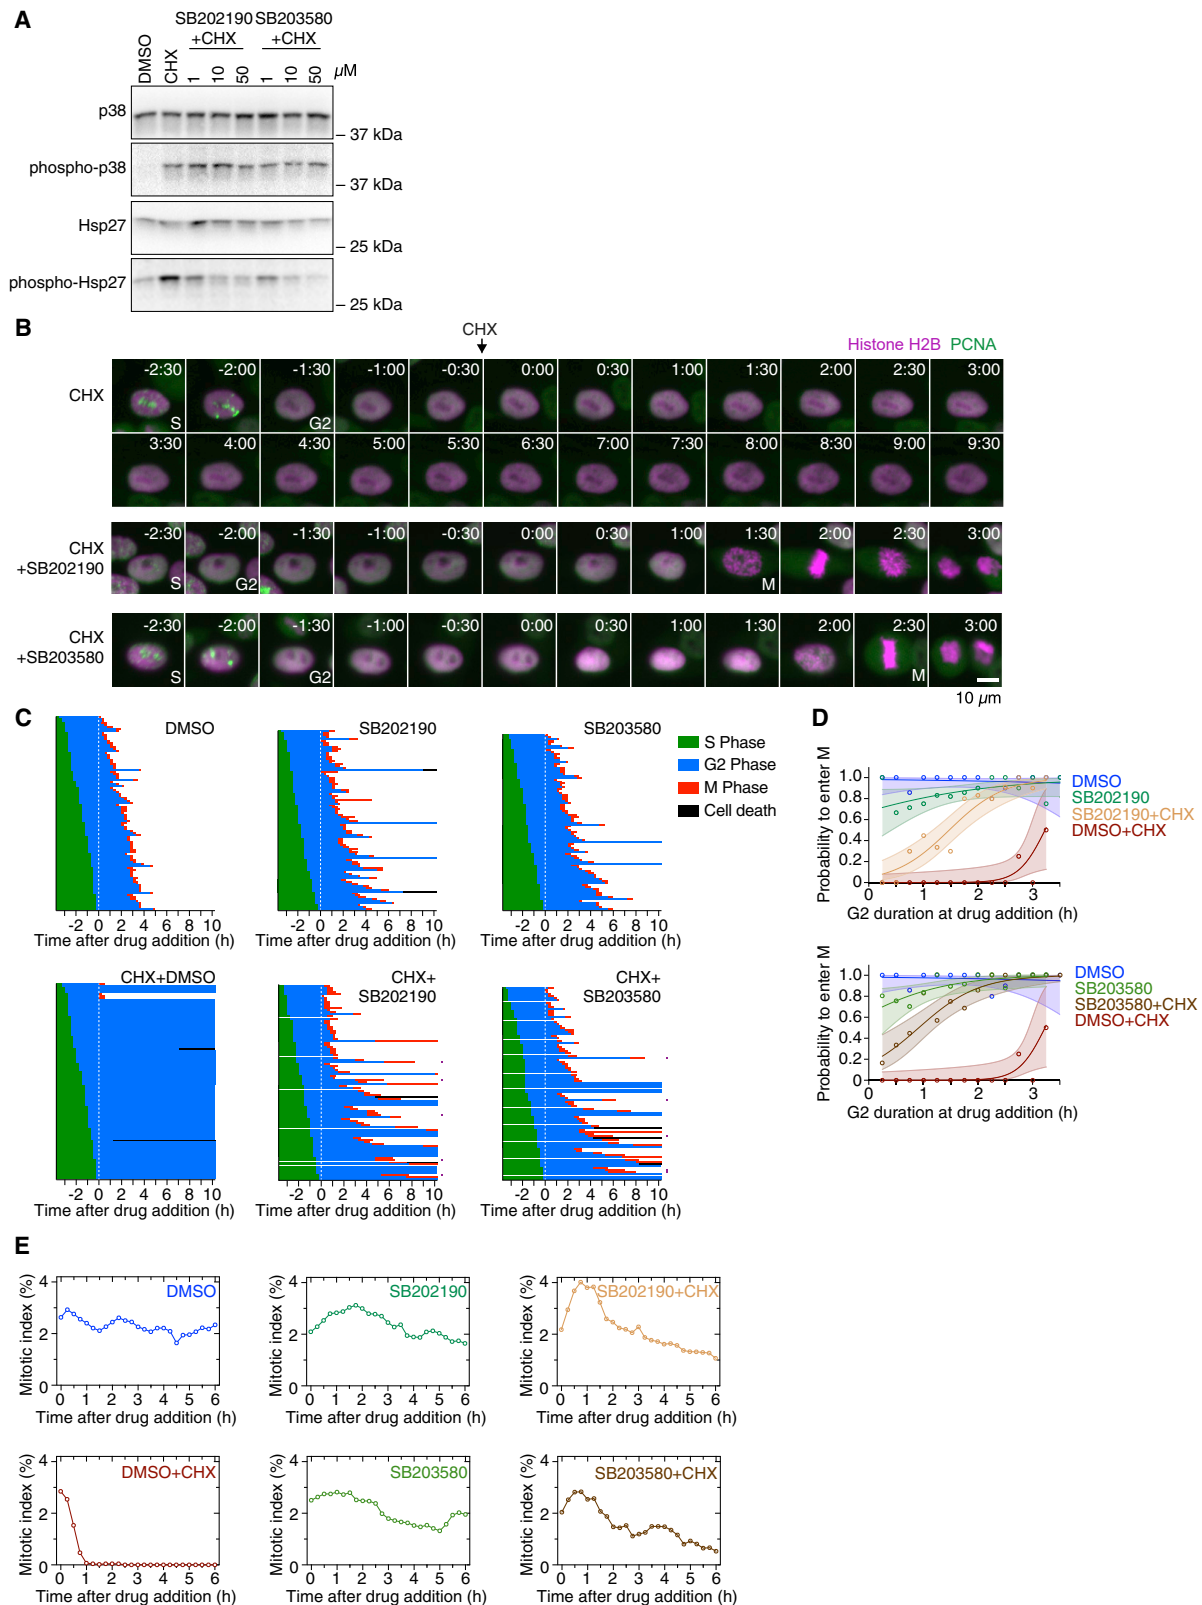 A
SB202190 SB203580
+CHX +CHX
DMSO CHX 1 10 50 1 10 50 µM
p38
– 37 kDa
phospho-p38
– 37 kDa
Hsp27
– 25 kDa
phospho-Hsp27
– 25 kDa
B
CHX
Histone H2B PCNA
CHX
-2:30 -2:00 -1:30 -1:00 -0:30 0:00 0:30 1:00 1:30 2:00 2:30 3:00
S G2
3:30 4:00 4:30 5:00 5:30 6:30 7:00 7:30 8:00 8:30 9:00 9:30
CHX
+SB202190
-2:30 -2:00 -1:30 -1:00 -0:30 0:00 0:30 1:00 1:30 2:00 2:30 3:00
S G2 M
CHX
+SB203580
-2:30 -2:00 -1:30 -1:00 -0:30 0:00 0:30 1:00 1:30 2:00 2:30 3:00
S G2 M
10 µm
C
DMSO
-2 0 2 4 6 8 10
Time after drug addition (h)
SB202190
-2 0 2 4 6 8 10
Time after drug addition (h)
SB203580
-2 0 2 4 6 8 10
Time after drug addition (h)
S Phase
G2 Phase
M Phase
Cell death
CHX+DMSO
-2 0 2 4 6 8 10
Time after drug addition (h)
CHX+
SB202190
-2 0 2 4 6 8 10
Time after drug addition (h)
CHX+
SB203580
-2 0 2 4 6 8 10
Time after drug addition (h)
D
Probability to enter M
1.0
0.8
0.6
0.4
0.2
0
0 1 2 3
G2 duration at drug addition (h)
DMSO
SB202190
SB202190+CHX
DMSO+CHX
Probability to enter M
1.0
0.8
0.6
0.4
0.2
0
0 1 2 3
G2 duration at drug addition (h)
DMSO
SB203580
SB203580+CHX
DMSO+CHX
E
Mitotic index (%)
4
2
0
DMSO
0 1 2 3 4 5 6
Time after drug addition (h)
Mitotic index (%)
4
2
0
SB202190
0 1 2 3 4 5 6
Time after drug addition (h)
Mitotic index (%)
4
2
0
SB202190+CHX
0 1 2 3 4 5 6
Time after drug addition (h)
Mitotic index (%)
4
2
0
DMSO+CHX
0 1 2 3 4 5 6
Time after drug addition (h)
Mitotic index (%)
4
2
0
SB203580
0 1 2 3 4 5 6
Time after drug addition (h)
Mitotic index (%)
4
2
0
SB203580+CHX
0 1 2 3 4 5 6
Time after drug addition (h)